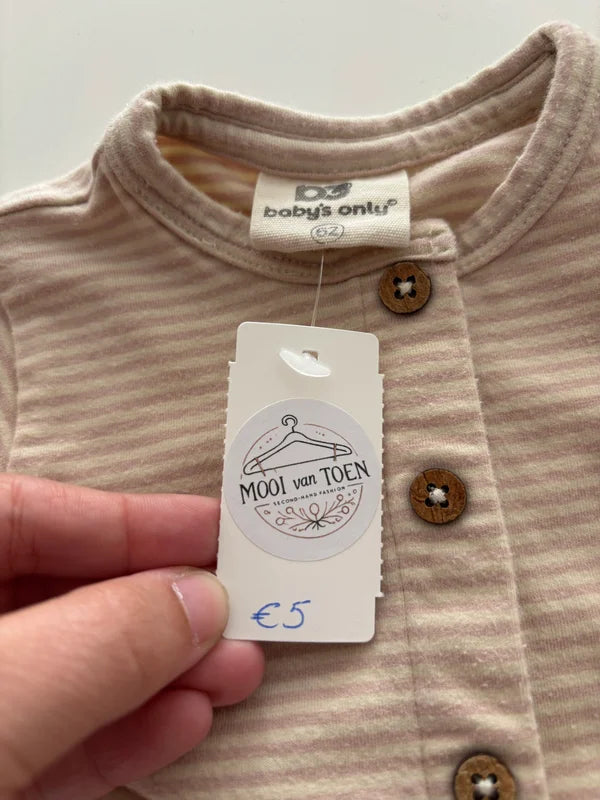 baby's only®
62
MOOI van TOEN
SECOND-HAND FASHION
€5